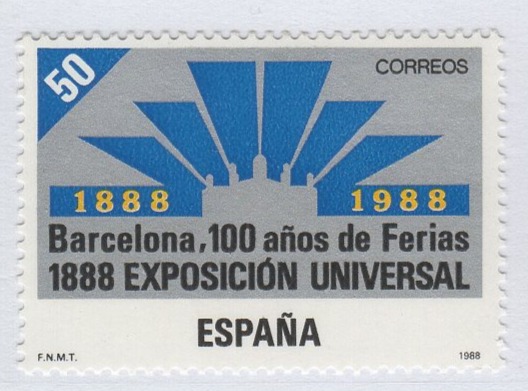 50
CORREOS
1888 1988
Barcelona, 100 años de Ferias
1888 EXPOSICIÓN UNIVERSAL
ESPAÑA
F.N.M.T. 1988